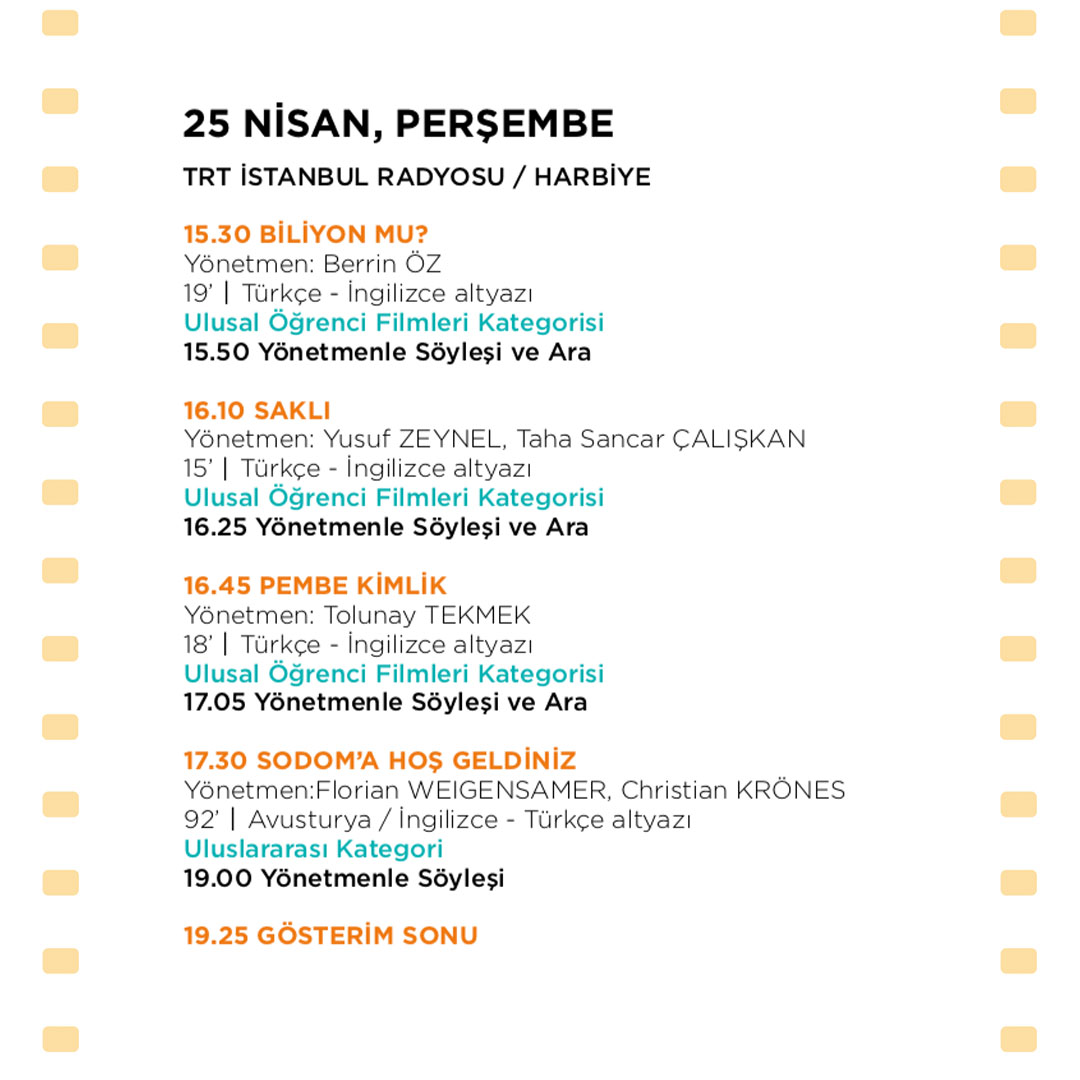 25 NİSAN, PERŞEMBE
TRT İSTANBUL RADYOSU / HARBİYE
15.30 BİLİYON MU?
Yönetmen: Berrin ÖZ
19’ | Türkçe - İngilizce altyazı
Ulusal Öğrenci Filmleri Kategorisi
15.50 Yönetmenle Söyleşi ve Ara
16.10 SAKLI
Yönetmen: Yusuf ZEYNEL, Taha Sancar ÇALIŞKAN
15’ | Türkçe - İngilizce altyazı
Ulusal Öğrenci Filmleri Kategorisi
16.25 Yönetmenle Söyleşi ve Ara
16.45 PEMBE KİMLİK
Yönetmen: Tolunay TEKMEK
18’ | Türkçe - İngilizce altyazı
Ulusal Öğrenci Filmleri Kategorisi
17.05 Yönetmenle Söyleşi ve Ara
17.30 SODOM’A HOŞ GELDİNİZ
Yönetmen:Florian WEIGENSAMER, Christian KRÖNES
92’ | Avusturya / İngilizce - Türkçe altyazı
Uluslararası Kategori
19.00 Yönetmenle Söyleşi
19.25 GÖSTERİM SONU